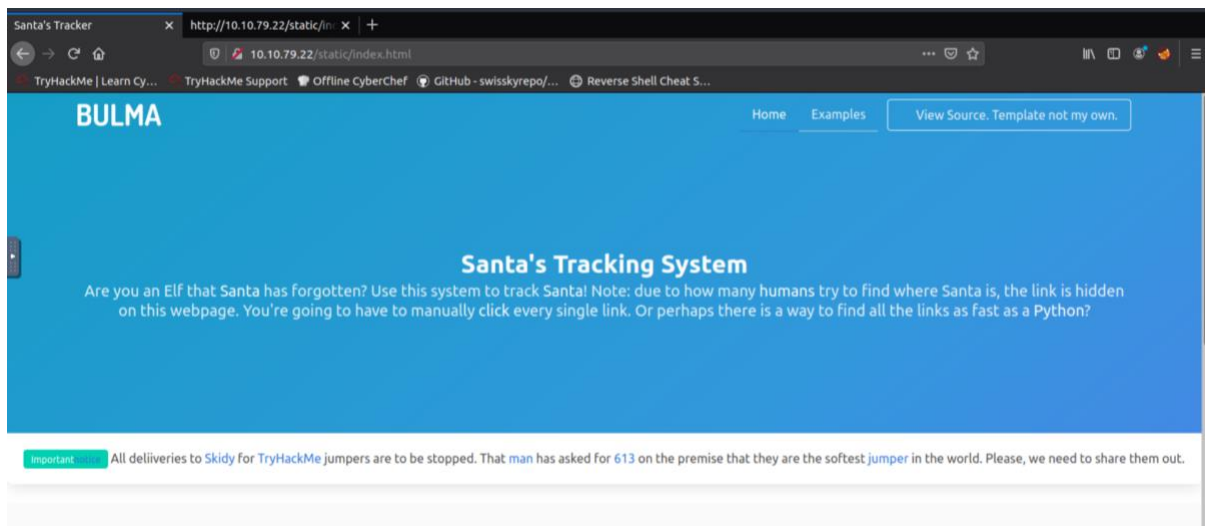 Santa's Tracker × http://10.10.79.22/static/in × +
10.10.79.22/static/index.html
TryHackMe | Learn Cy... TryHackMe Support Offline CyberChef GitHub - swisskyrepo/... Reverse Shell Cheat S...
BULMA Home Examples View Source. Template not my own.
Santa's Tracking System
Are you an Elf that Santa has forgotten? Use this system to track Santa! Note: due to how many humans try to find where Santa is, the link is hidden
on this webpage. You're going to have to manually click every single link. Or perhaps there is a way to find all the links as fast as a Python?
Important notice All deliiveries to Skidy for TryHackMe jumpers are to be stopped. That man has asked for 613 on the premise that they are the softest jumper in the world. Please, we need to share them out.